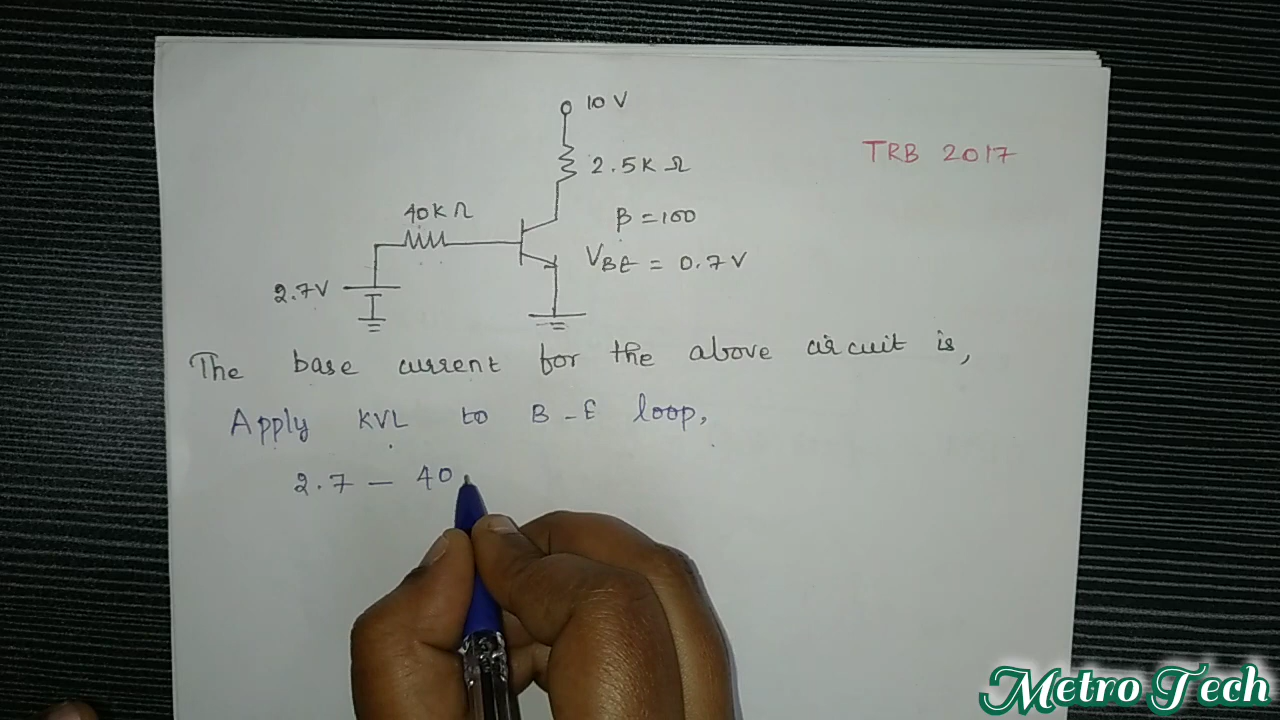 10 V
TRB 2017
2.5K Ω
40K Ω
β = 100
VBE = 0.7 V
2.7V
The base current for the above circuit is,
Apply KVL to B-E loop,
2.7 - 40
Metro Tech